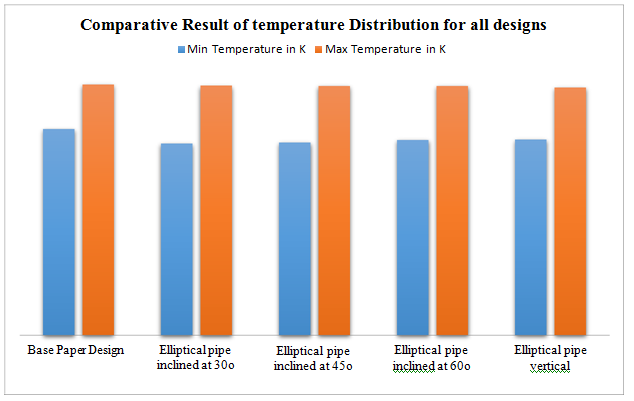 Comparative Result of temperature Distribution for all designs
Min Temperature in K Max Temperature in K
Base Paper Design
Elliptical pipe
inclined at 30o
Elliptical pipe
inclined at 45o
Elliptical pipe
inclined at 60o
Elliptical pipe
vertical